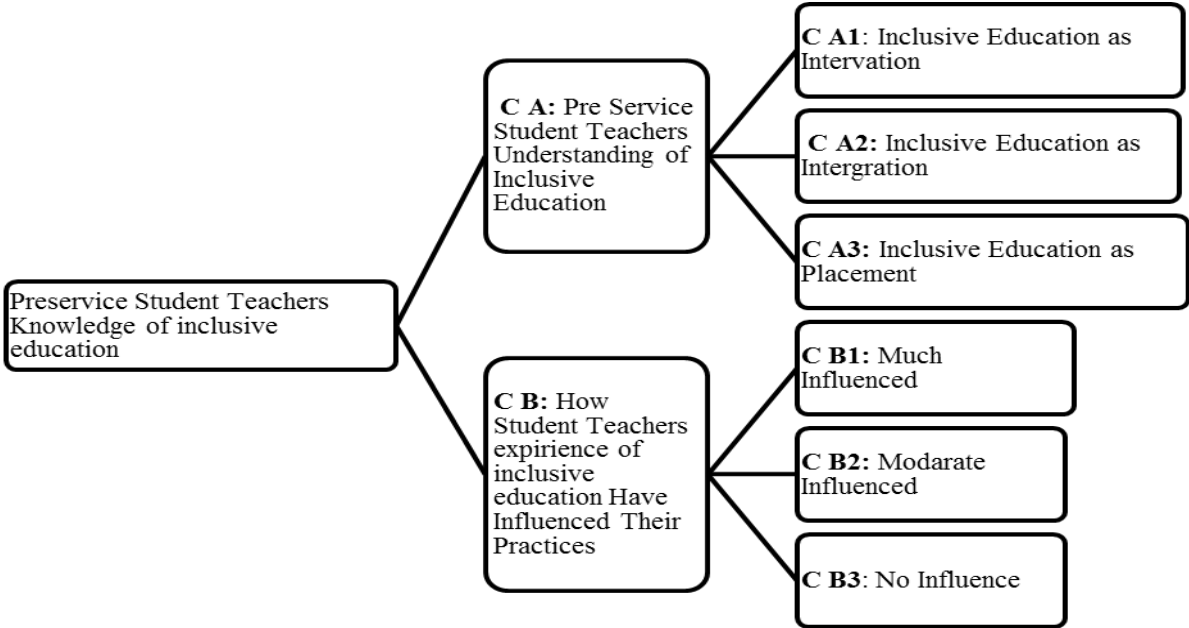 Preservice Student Teachers
Knowledge of inclusive
education
C A: Pre Service
Student Teachers
Understanding of
Inclusive
Education
C A1: Inclusive Education as
Intervation
C A2: Inclusive Education as
Intergration
C A3: Inclusive Education as
Placement
C B: How
Student Teachers
expirience of
inclusive
education Have
Influenced Their
Practices
C B1: Much
Influenced
C B2: Modarate
Influenced
C B3: No Influence